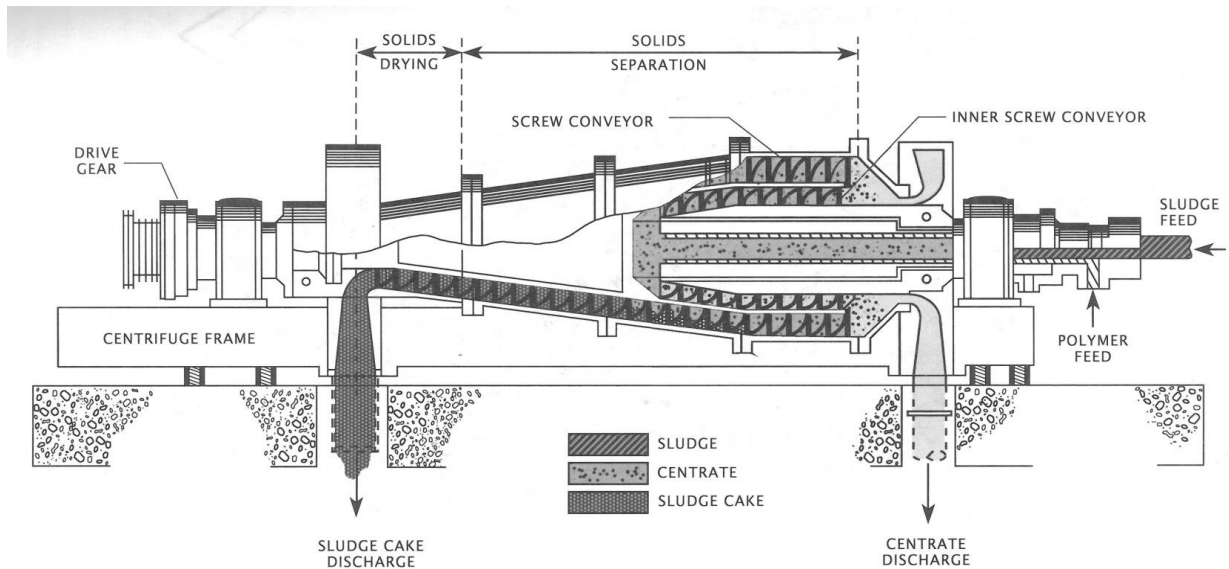 SOLIDS
DRYING
SOLIDS
SEPARATION
SCREW CONVEYOR
INNER SCREW CONVEYOR
DRIVE
GEAR
SLUDGE
FEED
CENTRIFUGE FRAME
POLYMER
FEED
SLUDGE
CENTRATE
SLUDGE CAKE
SLUDGE CAKE
DISCHARGE
CENTRATE
DISCHARGE